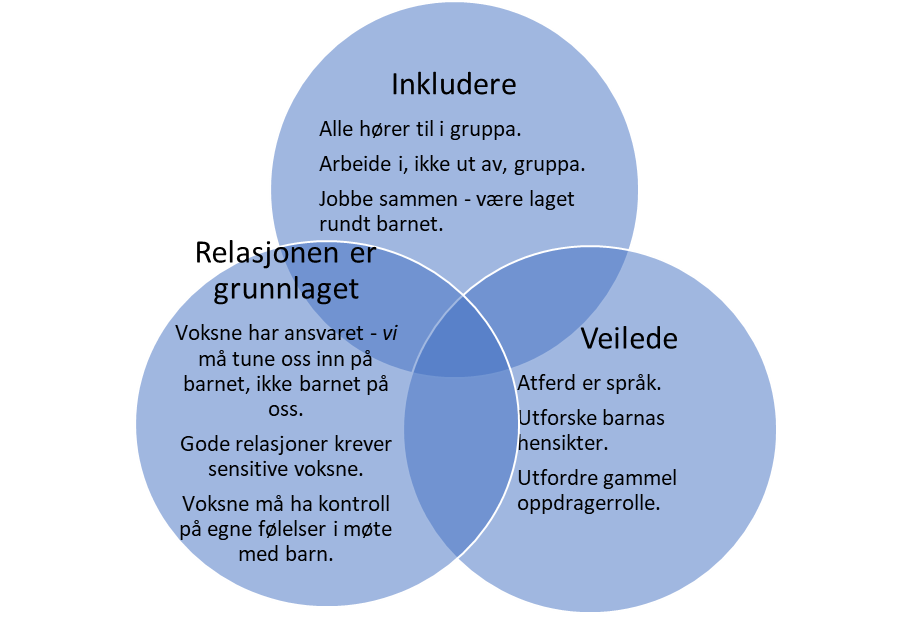 Inkludere
Alle hører til i gruppa.
Arbeide i, ikke ut av, gruppa.
Jobbe sammen - være laget
rundt barnet.
Relasjonen er
grunnlaget
Voksne har ansvaret - vi
må tune oss inn på
barnet, ikke barnet på
oss.
Gode relasjoner krever
sensitive voksne.
Voksne må ha kontroll
på egne følelser i møte
med barn.
Veilede
Atferd er språk.
Utforske barnas
hensikter.
Utfordre gammel
oppdragerrolle.